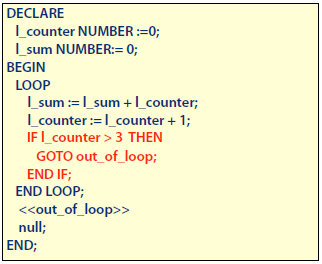 DECLARE
l_counter NUMBER :=0;
l_sum NUMBER:= 0;
BEGIN
LOOP
l_sum := l_sum + l_counter;
l_counter := l_counter + 1;
IF l_counter > 3 THEN
GOTO out_of_loop;
END IF;
END LOOP;
<<out_of_loop>>
null;
END;